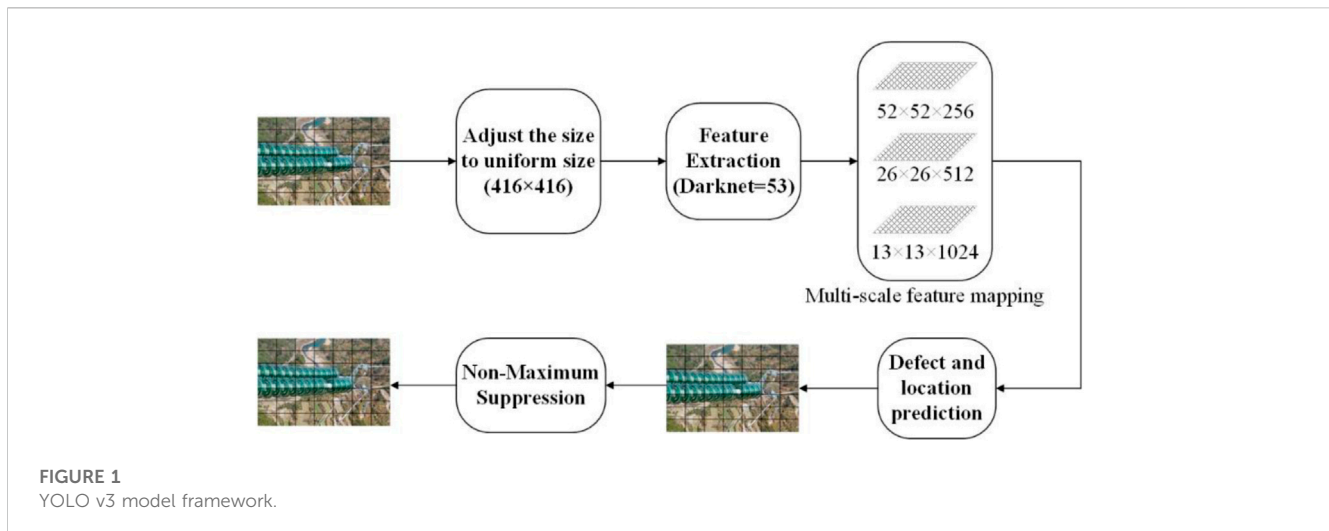 Adjust the size
to uniform size
(416×416)
Feature
Extraction
(Darknet=53)
52×52×256
26×26×512
13×13×1024
Multi-scale feature mapping
Defect and
location
prediction
Non-Maximum
Suppression
FIGURE 1
YOLO v3 model framework.